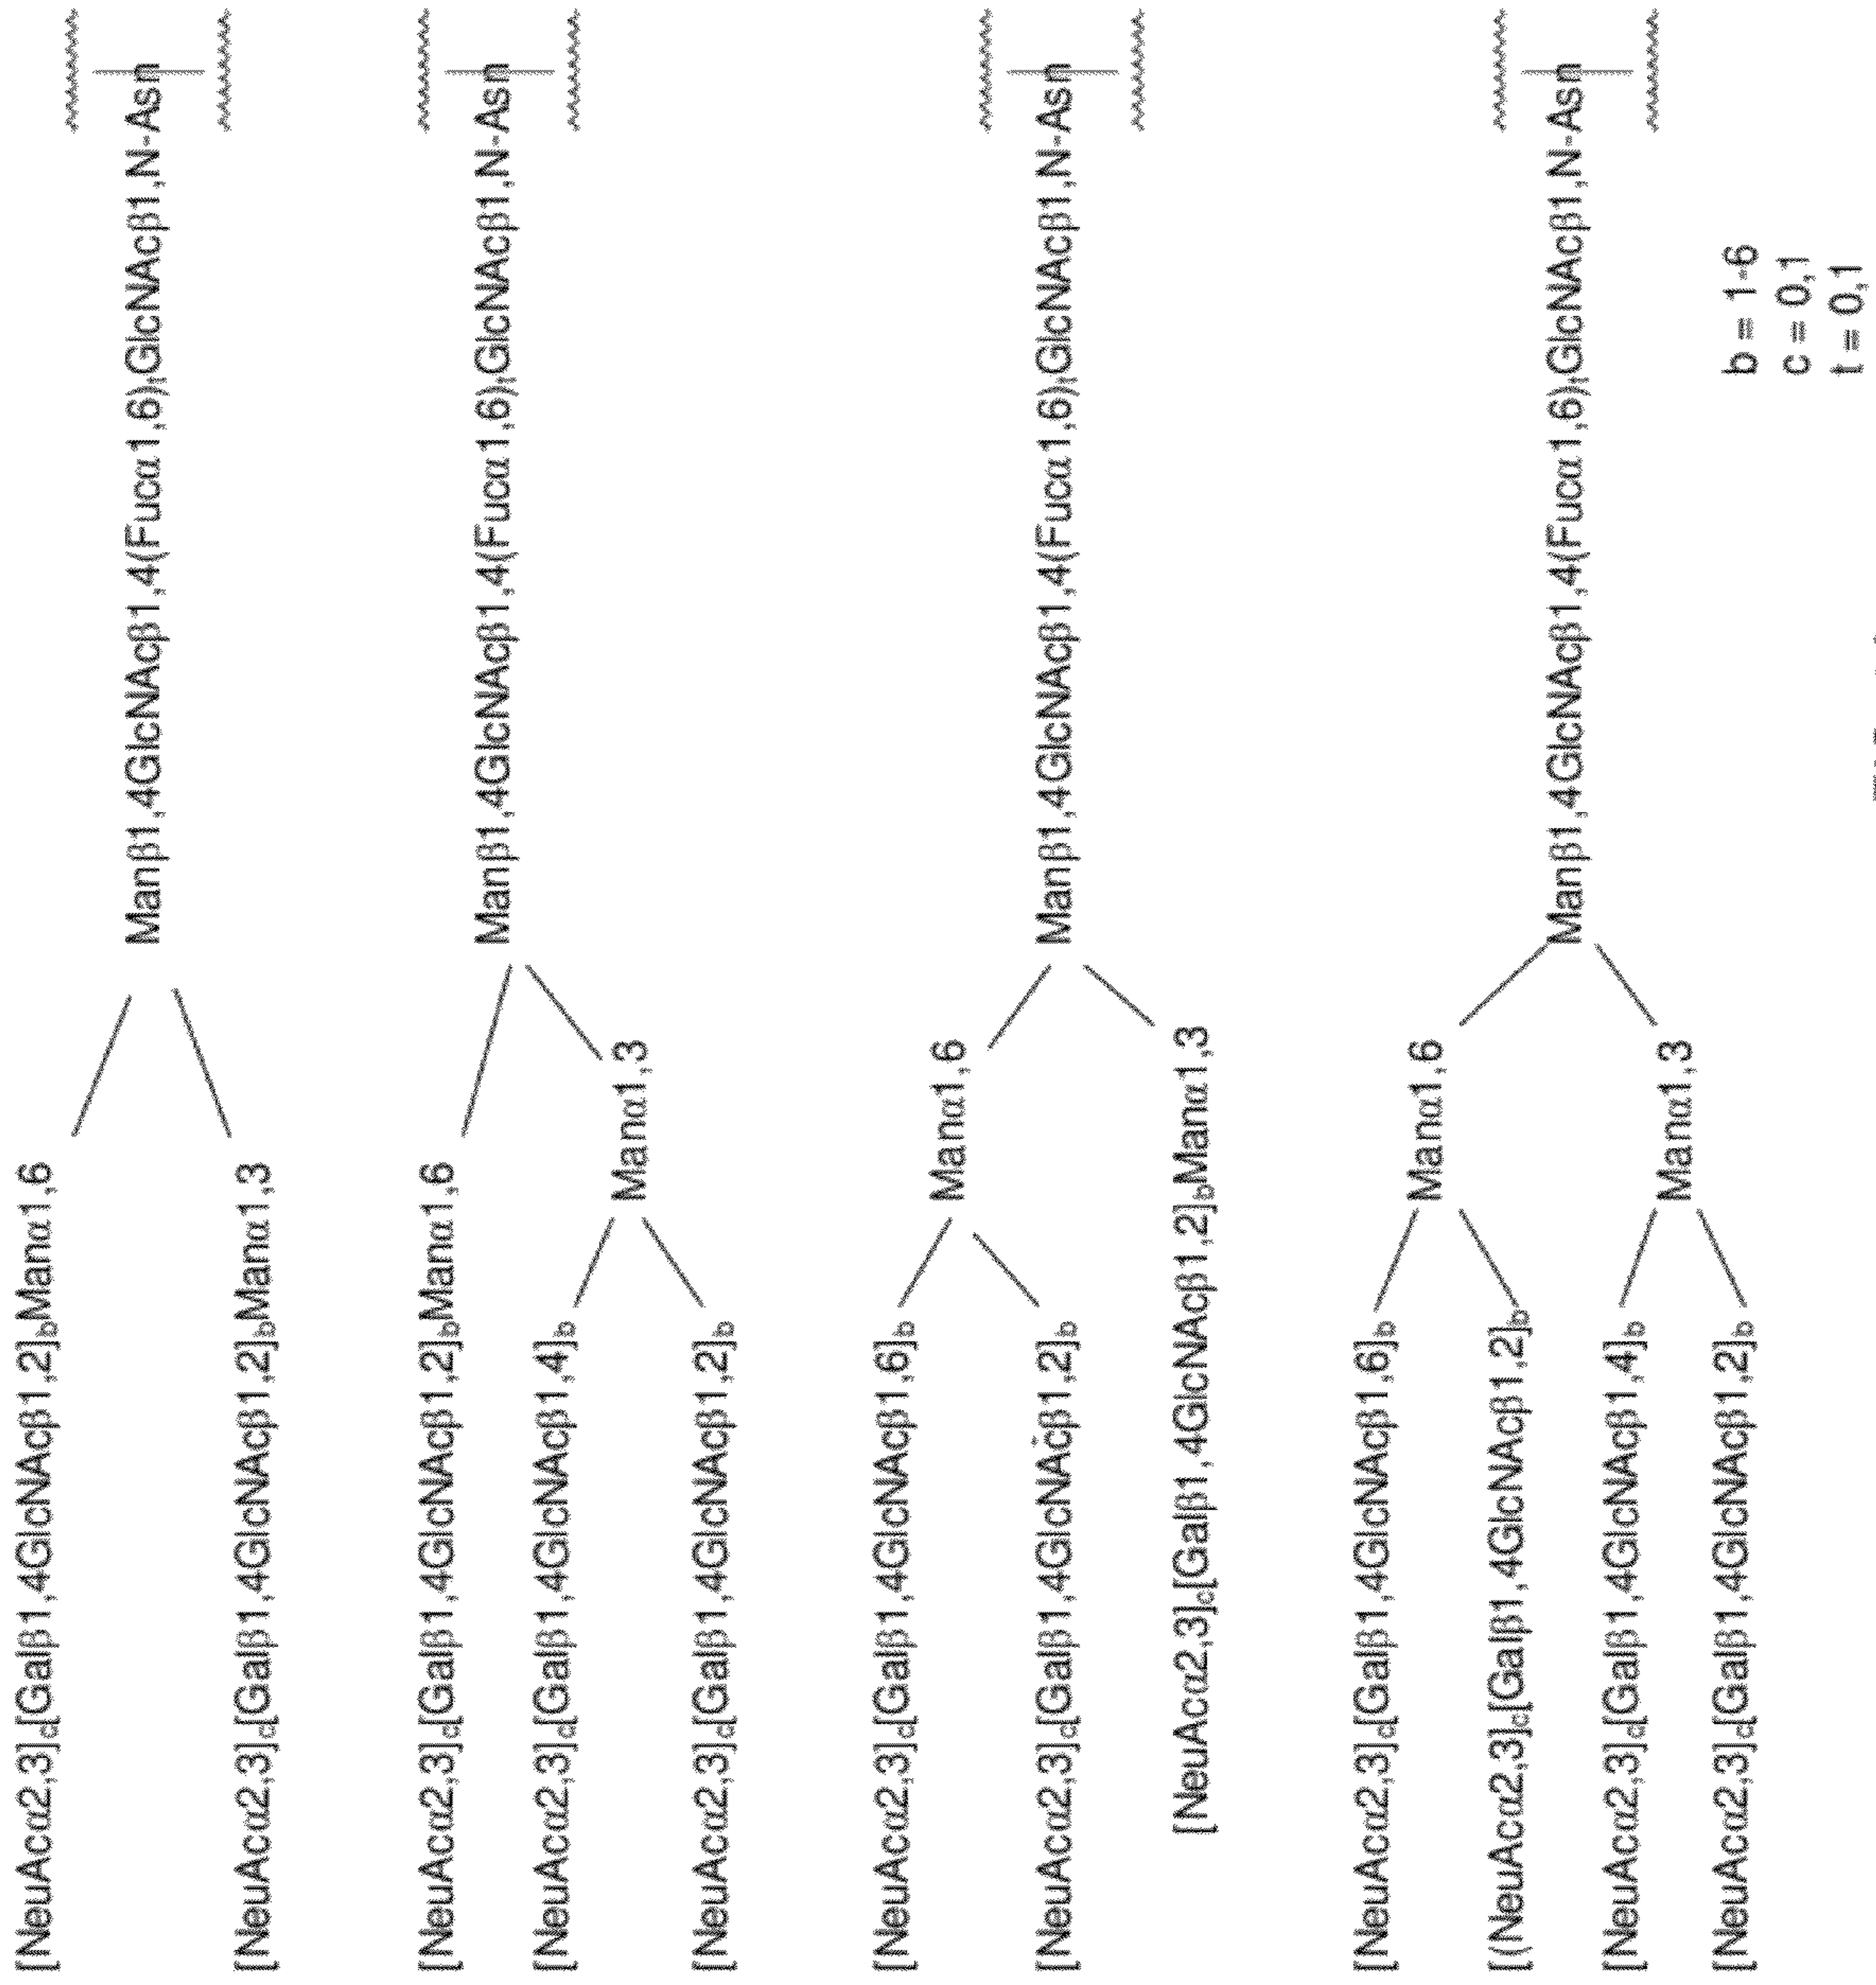 [NeuAcα2,3]c[Galβ1,4GlcNAcβ1,2]bManα1,6
Manβ1,4GlcNAcβ1,4(Fucα1,6)tGlcNAcβ1,N-Asn
[NeuAcα2,3]c[Galβ1,4GlcNAcβ1,2]bManα1,3
[NeuAcα2,3]c[Galβ1,4GlcNAcβ1,2]bManα1,6
Manβ1,4GlcNAcβ1,4(Fucα1,6)tGlcNAcβ1,N-Asn
[NeuAcα2,3]c[Galβ1,4GlcNAcβ1,4]b
Manα1,3
[NeuAcα2,3]c[Galβ1,4GlcNAcβ1,2]b
[NeuAcα2,3]c[Galβ1,4GlcNAcβ1,6]b
Manα1,6
[NeuAcα2,3]c[Galβ1,4GlcNAcβ1,2]b
Manβ1,4GlcNAcβ1,4(Fucα1,6)tGlcNAcβ1,N-Asn
[NeuAcα2,3]c[Galβ1,4GlcNAcβ1,2]bManα1,3
[NeuAcα2,3]c[Galβ1,4GlcNAcβ1,6]b
Manα1,6
[(NeuAcα2,3]c[Galβ1,4GlcNAcβ1,2]b
Manβ1,4GlcNAcβ1,4(Fucα1,6)tGlcNAcβ1,N-Asn
[NeuAcα2,3]c[Galβ1,4GlcNAcβ1,4]b
Manα1,3
[NeuAcα2,3]c[Galβ1,4GlcNAcβ1,2]b
b = 1-6
c = 0,1
t = 0,1